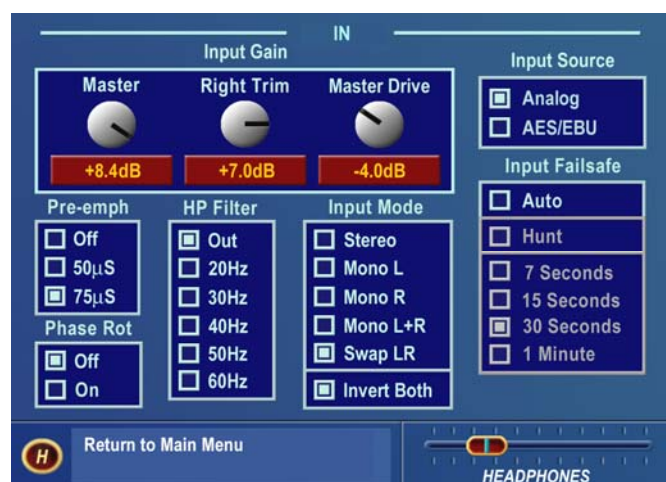 IN
Input Gain
Master Right Trim Master Drive
+8.4dB +7.0dB -4.0dB
Input Source
Analog
AES/EBU
Pre-emph
Off
50µS
75µS
Phase Rot
Off
On
HP Filter
Out
20Hz
30Hz
40Hz
50Hz
60Hz
Input Mode
Stereo
Mono L
Mono R
Mono L+R
Swap LR
Invert Both
Input Failsafe
Auto
Hunt
7 Seconds
15 Seconds
30 Seconds
1 Minute
H Return to Main Menu
HEADPHONES